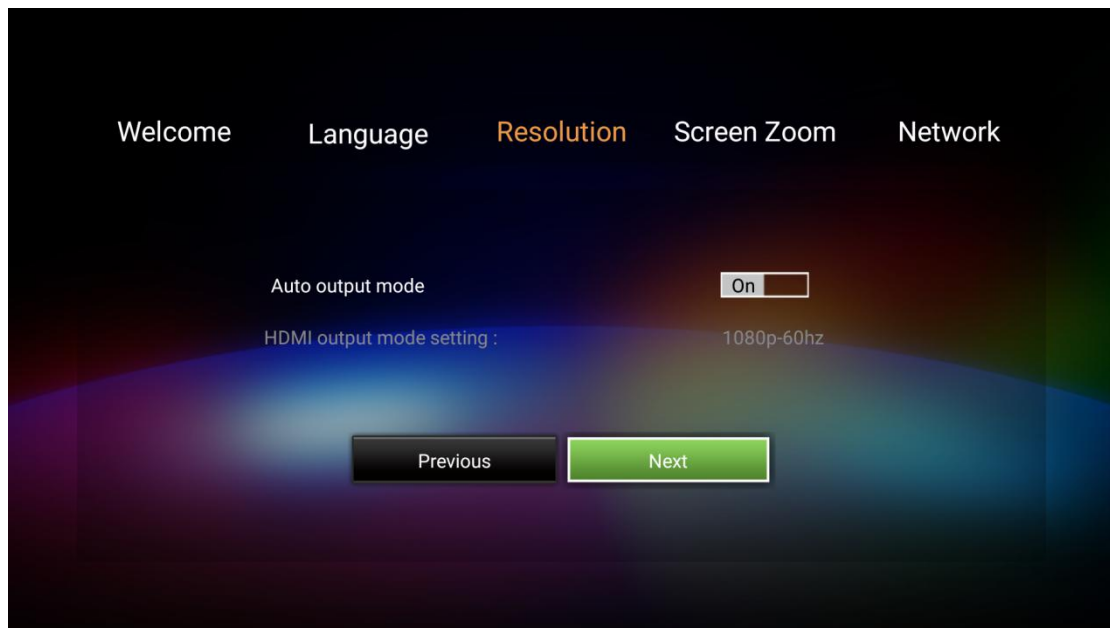 Welcome Language Resolution Screen Zoom Network
Auto output mode On
HDMI output mode setting : 1080p-60hz
Previous Next